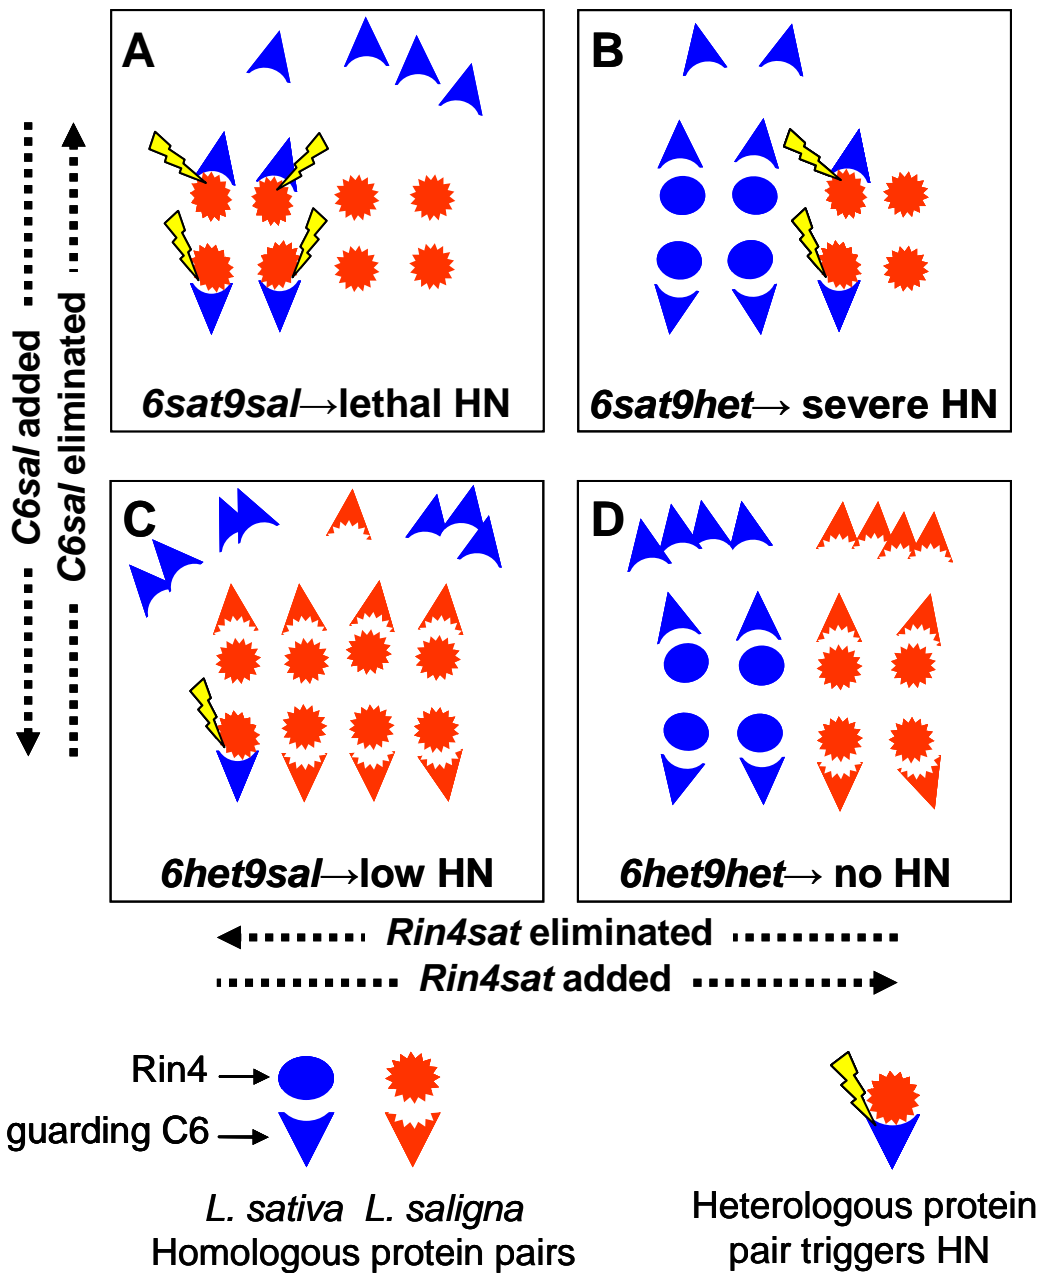 A
6sat9sal→lethal HN
B
6sat9het→ severe HN
C6sal added
C6sal eliminated
C
6het9sal→low HN
D
6het9het→ no HN
Rin4sat eliminated
Rin4sat added
Rin4
guarding C6
L. sativa L. saligna
Homologous protein pairs
Heterologous protein
pair triggers HN